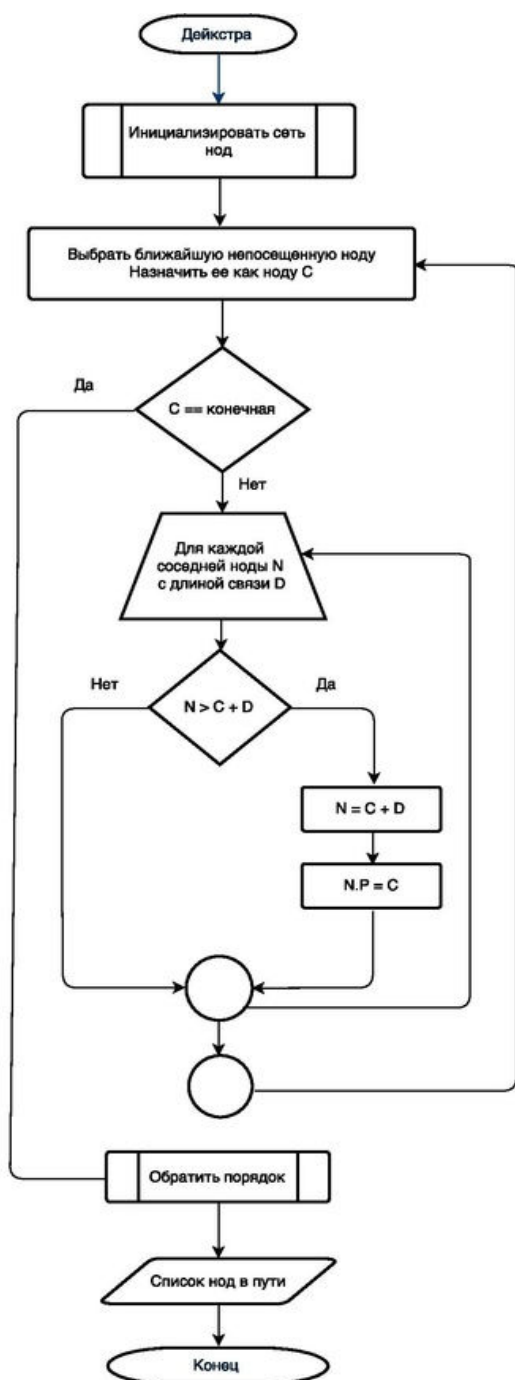 Дейкстра
Инициализировать сеть
нод
Выбрать ближайшую непосещенную ноду
Назначить ее как ноду C
Да
C == конечная
Нет
Для каждой
соседней ноды N
с длиной связи D
Нет
N > C + D
Да
N = C + D
N.P = C
Обратить порядок
Список нод в пути
Конец